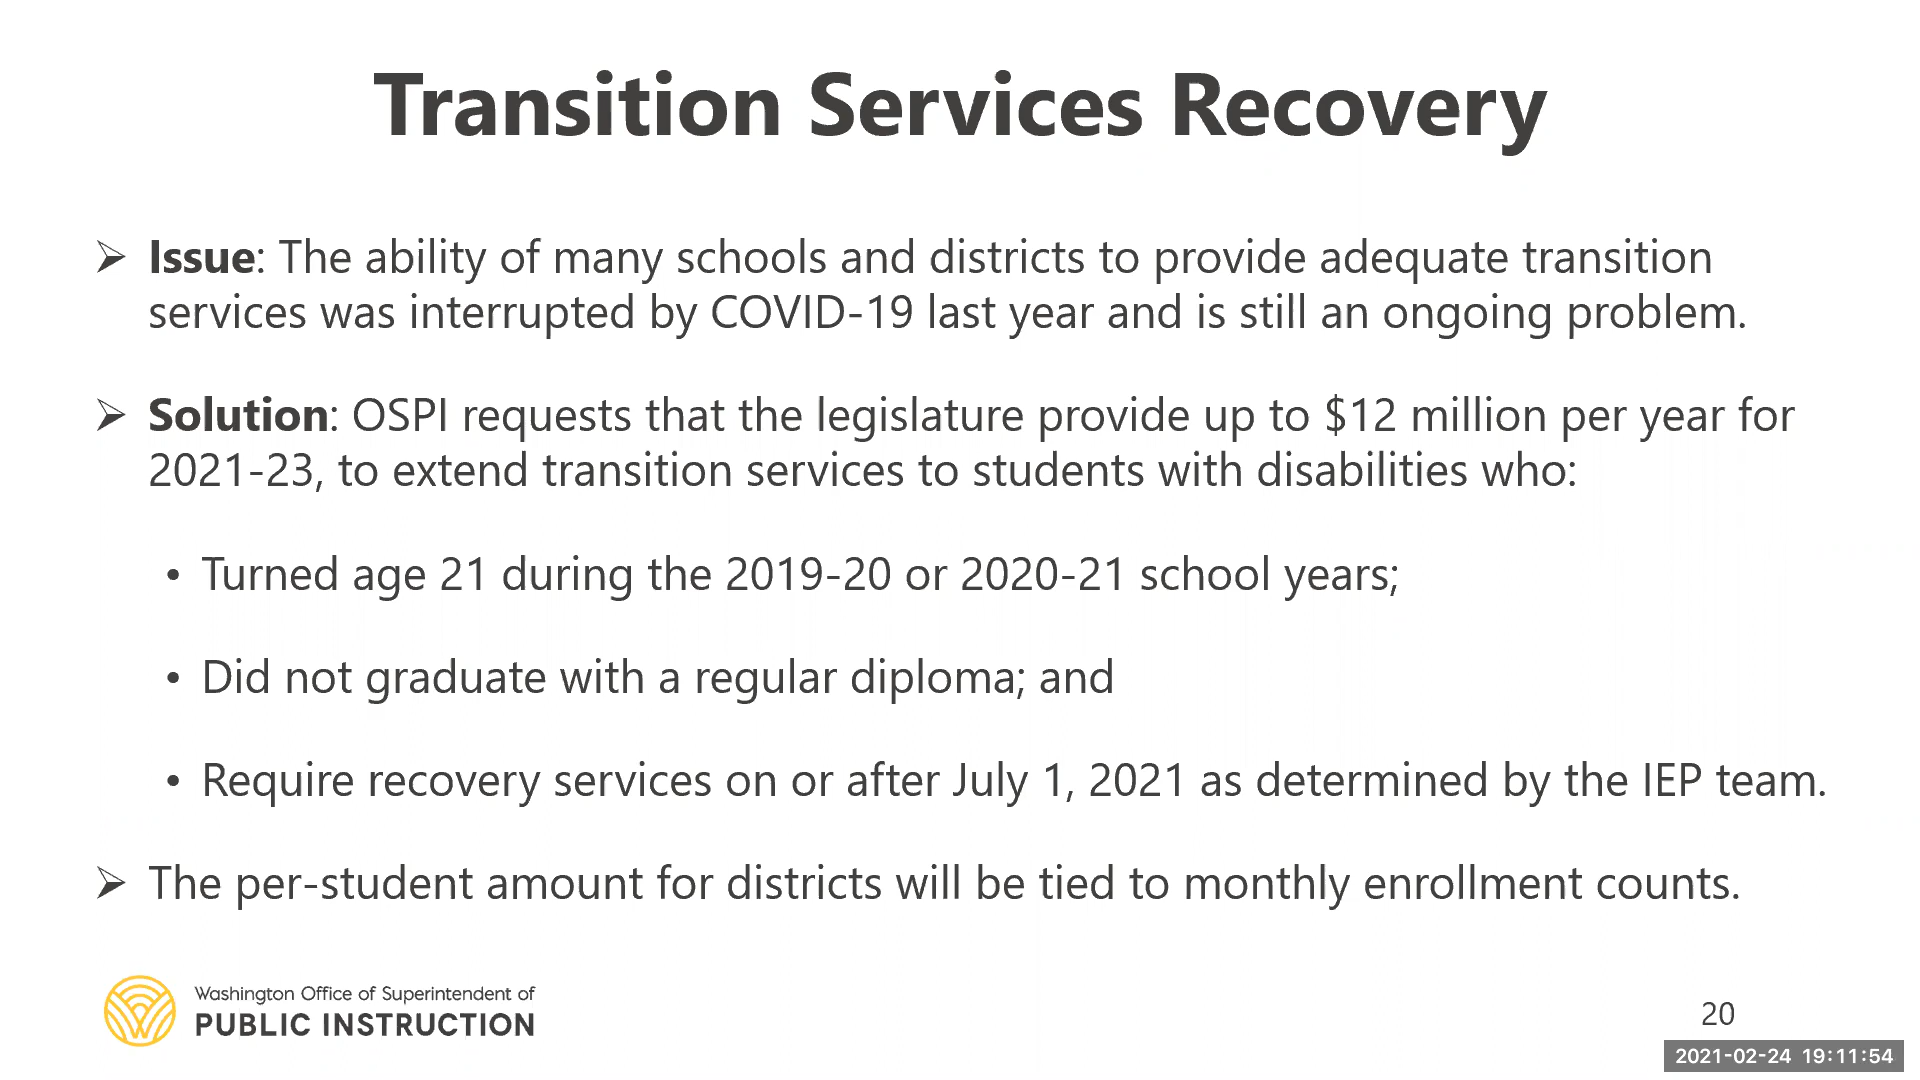 Transition Services Recovery
➢ Issue: The ability of many schools and districts to provide adequate transition
services was interrupted by COVID-19 last year and is still an ongoing problem.
➢ Solution: OSPI requests that the legislature provide up to $12 million per year for
2021-23, to extend transition services to students with disabilities who:
• Turned age 21 during the 2019-20 or 2020-21 school years;
• Did not graduate with a regular diploma; and
• Require recovery services on or after July 1, 2021 as determined by the IEP team.
➢ The per-student amount for districts will be tied to monthly enrollment counts.
Washington Office of Superintendent of
PUBLIC INSTRUCTION
20
2021-02-24 19:11:54